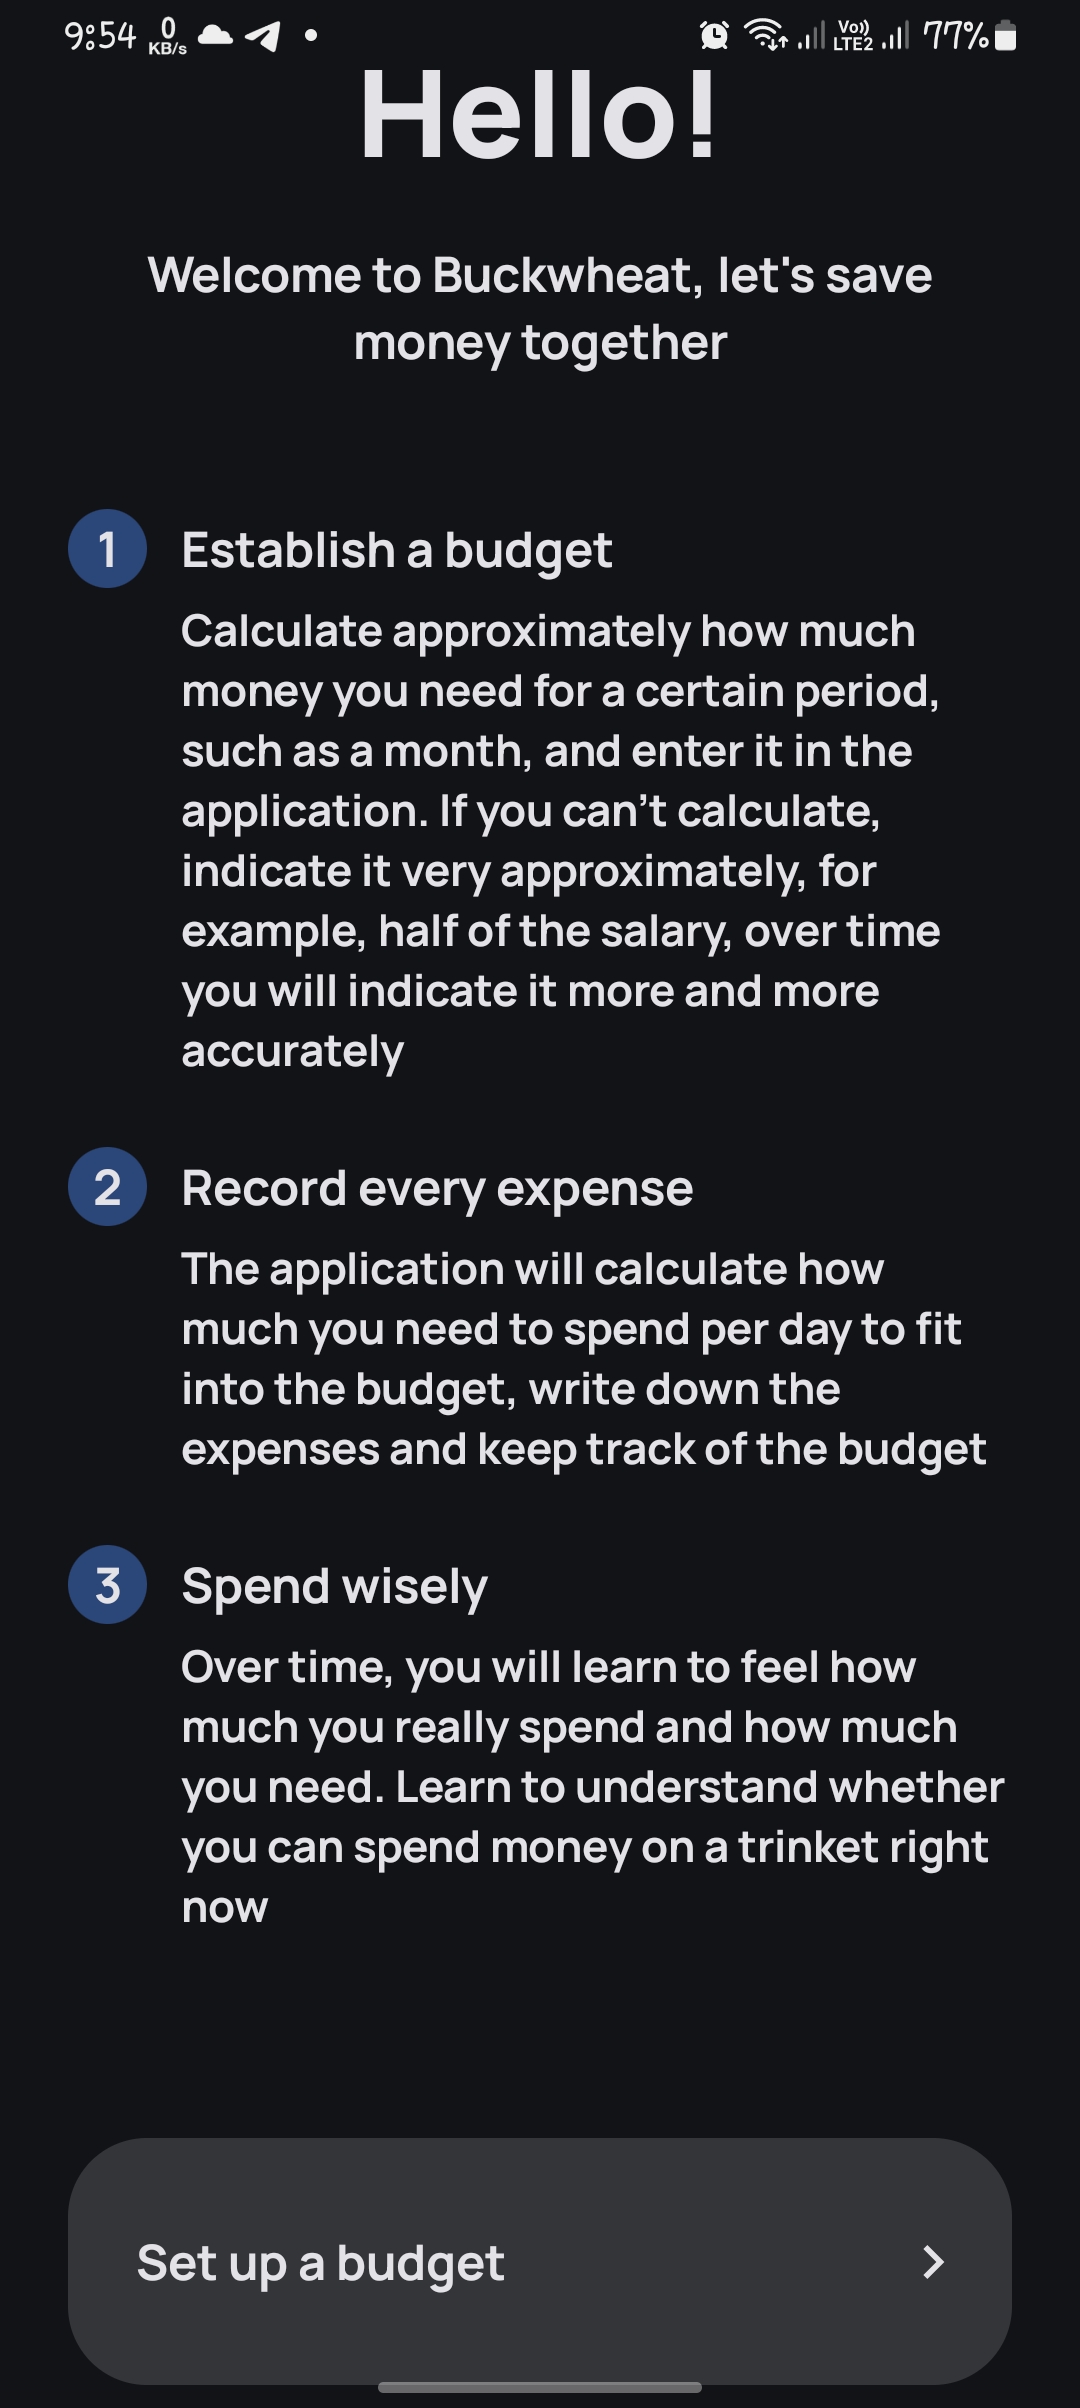 9:54 0 KB/s Vo)) LTE2 77%
Hello!
Welcome to Buckwheat, let's save
money together
1 Establish a budget
Calculate approximately how much
money you need for a certain period,
such as a month, and enter it in the
application. If you can’t calculate,
indicate it very approximately, for
example, half of the salary, over time
you will indicate it more and more
accurately
2 Record every expense
The application will calculate how
much you need to spend per day to fit
into the budget, write down the
expenses and keep track of the budget
3 Spend wisely
Over time, you will learn to feel how
much you really spend and how much
you need. Learn to understand whether
you can spend money on a trinket right
now
Set up a budget